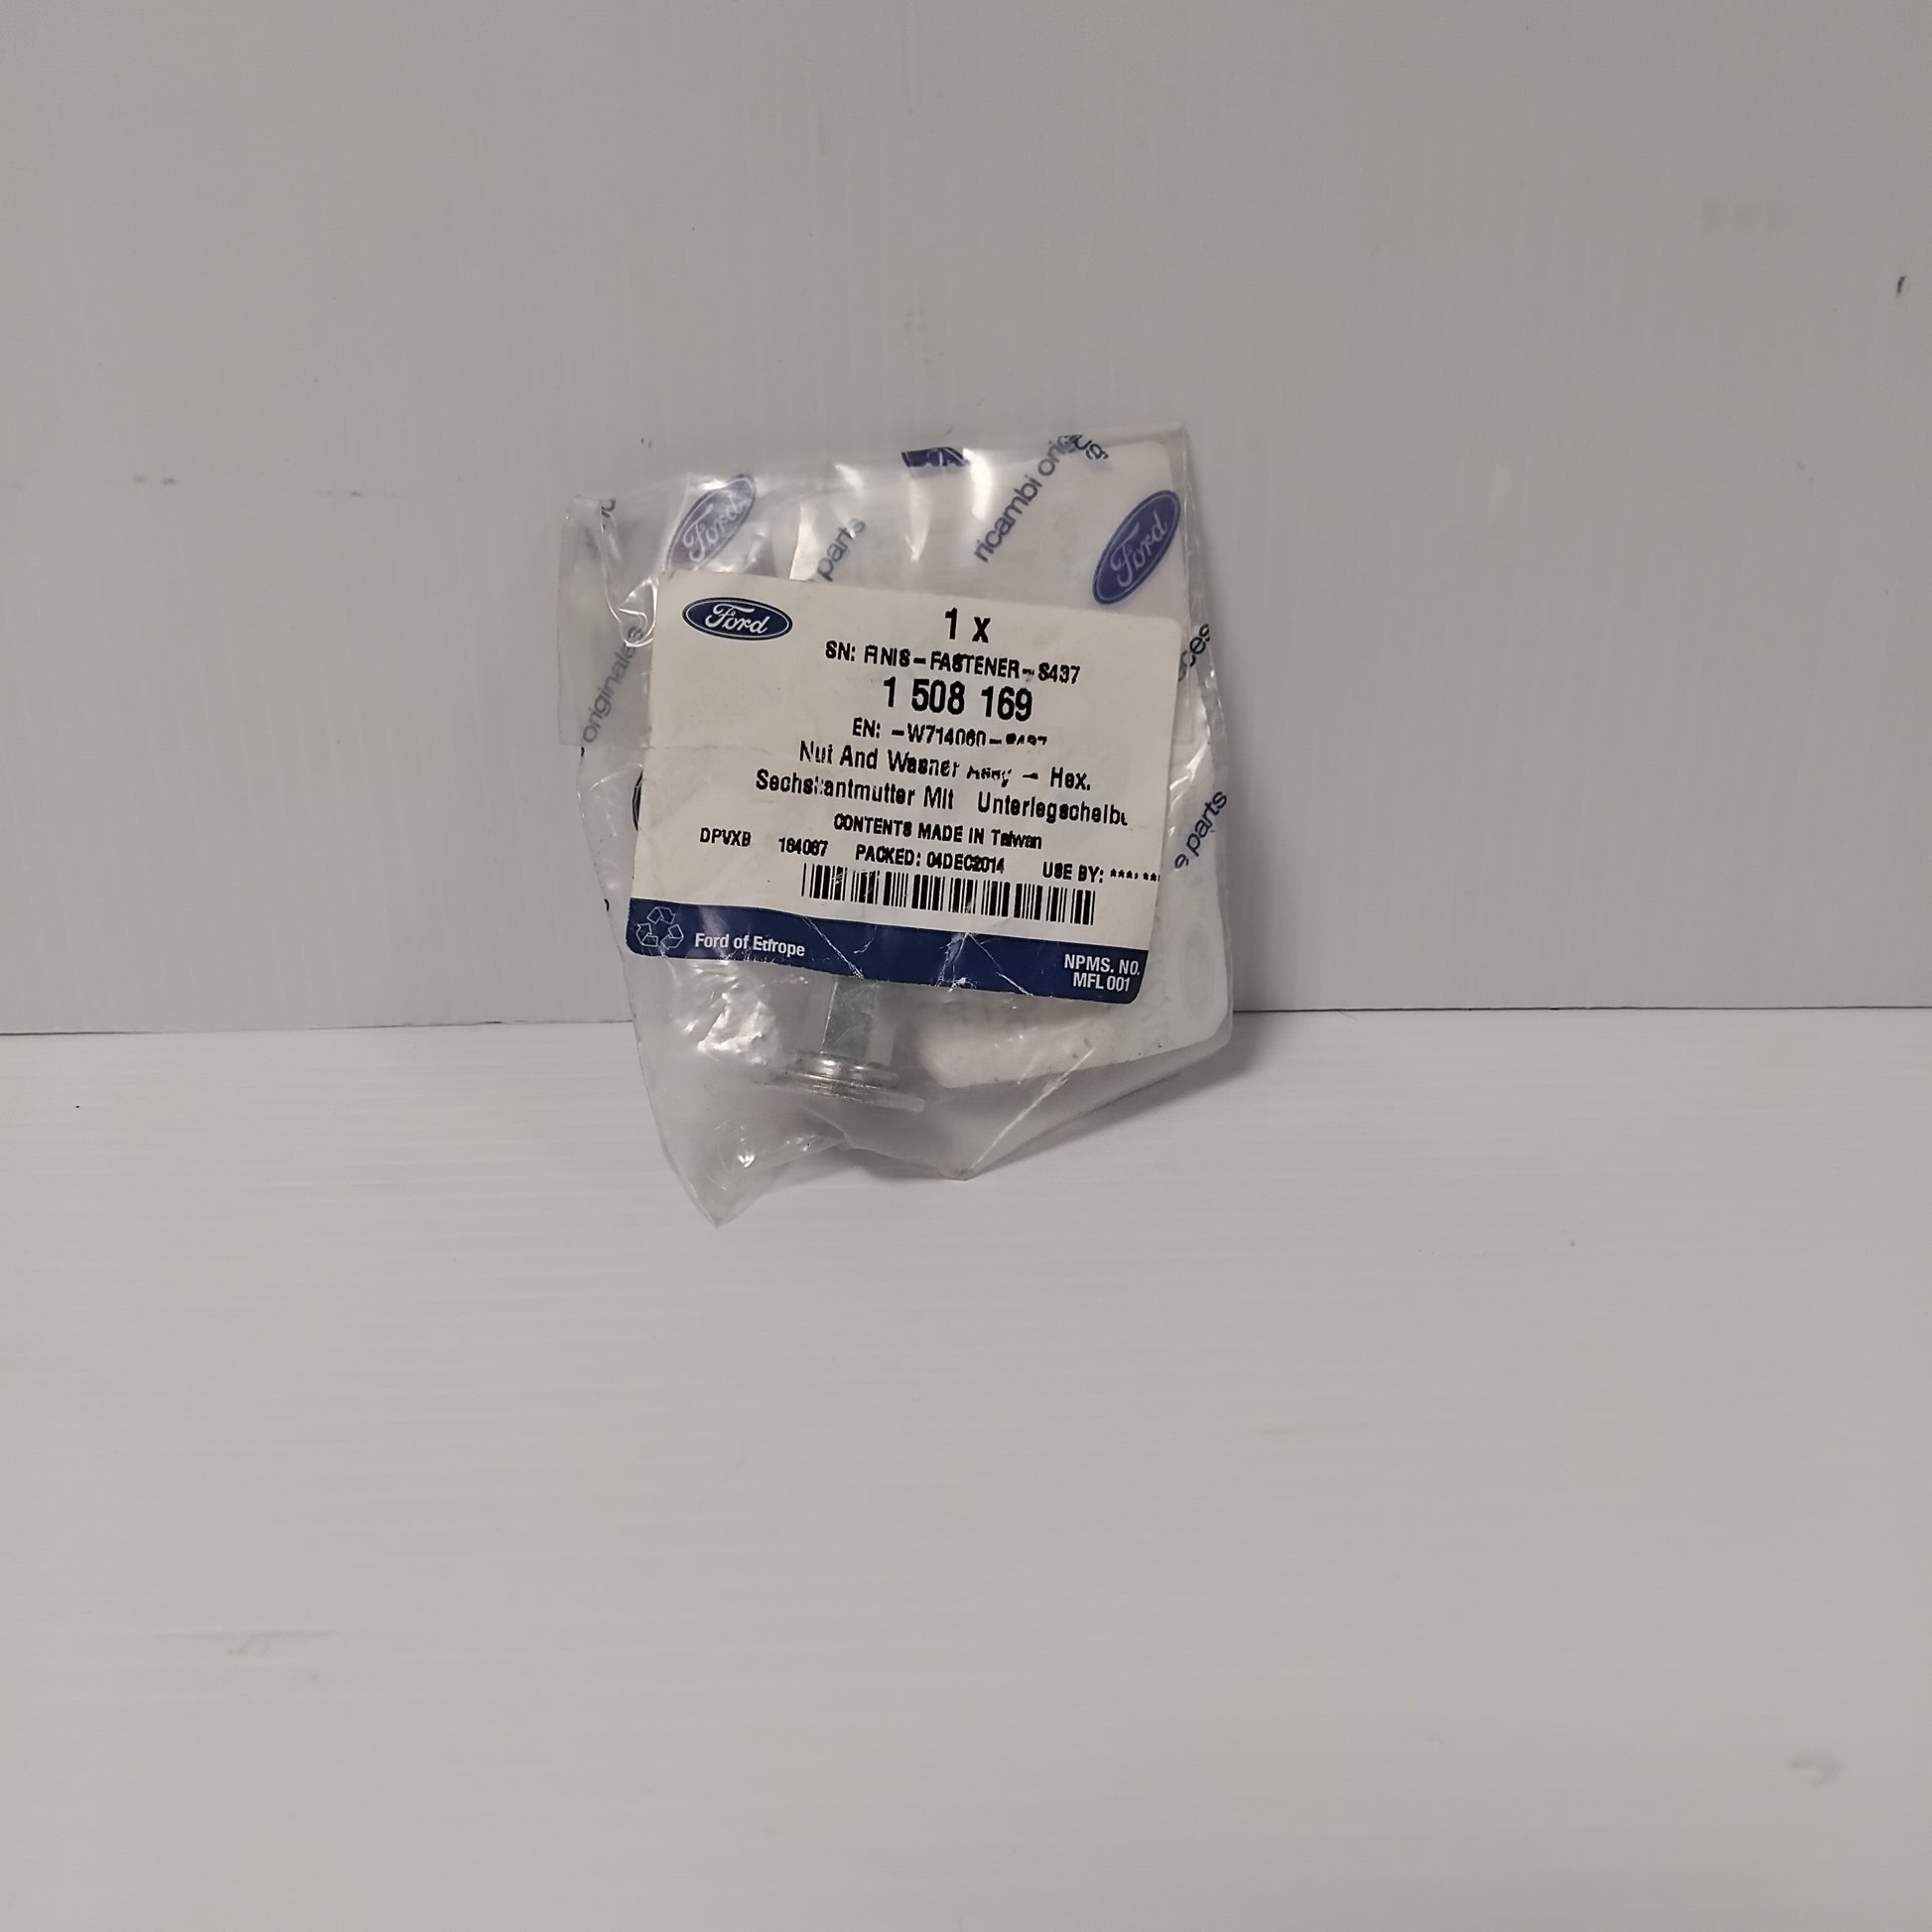 Ford
parts
ricambi
Ford
originales
parts
Ford
1 x
SN: FINIS-FASTENER-S437
1 508 169
EN: -W714060-S437
Nut And Washer Assy - Hex.
Sechskantmutter Mit Unterlegscheibe
CONTENTS MADE IN Taiwan
DPVXB 184087 PACKED: 04DEC2014 USE BY:
Ford of Europe
NPMS. NO.
MFL 001